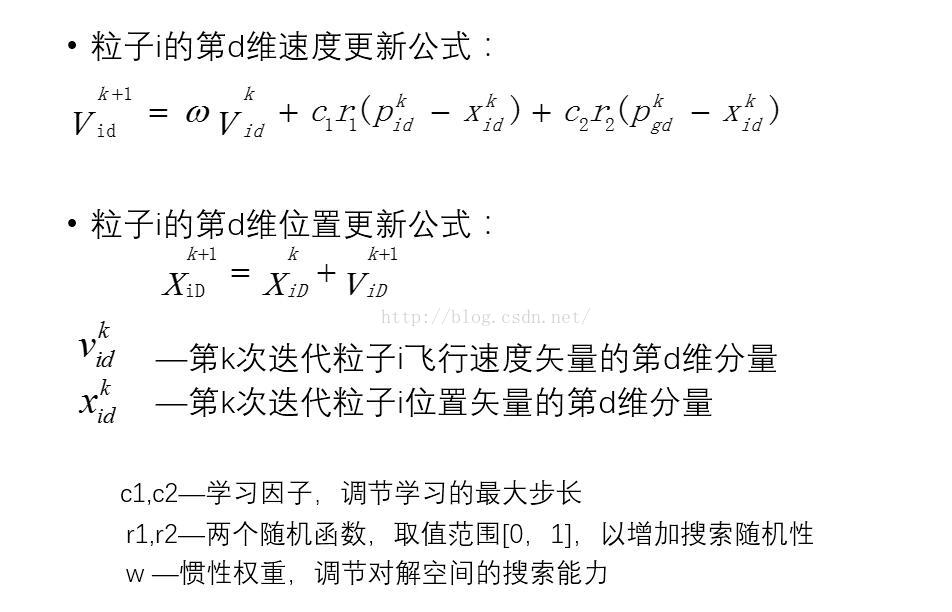 • 粒子i的第d维速度更新公式：
V_{id}^{k+1} = ω V_{id}^{k} + c_1 r_1 (p_{id}^{k} − x_{id}^{k}) + c_2 r_2 (p_{gd}^{k} − x_{id}^{k})
• 粒子i的第d维位置更新公式：
X_{iD}^{k+1} = X_{iD}^{k} + V_{iD}^{k+1}
http://blog.csdn.net/
v_{id}^{k} —第k次迭代粒子i飞行速度矢量的第d维分量
x_{id}^{k} —第k次迭代粒子i位置矢量的第d维分量
c1,c2—学习因子，调节学习的最大步长
r1,r2—两个随机函数，取值范围[0，1]，以增加搜索随机性
w —惯性权重，调节对解空间的搜索能力